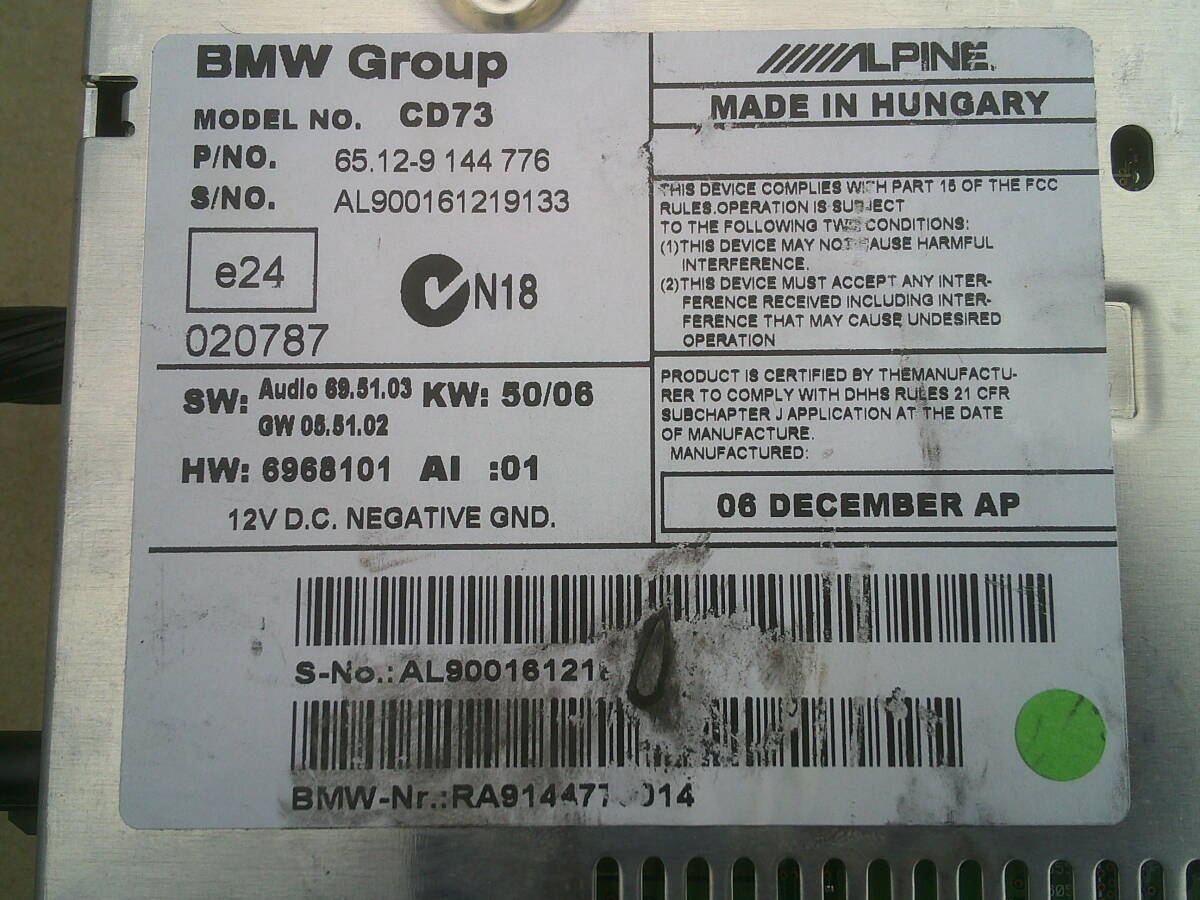 BMW Group
MODEL NO. CD73
P/NO. 65.12-9 144 776
S/NO. AL900161219133
e24
N18
020787
ALPINE
MADE IN HUNGARY
THIS DEVICE COMPLIES WITH PART 15 OF THE FCC
RULES.OPERATION IS SUBJECT
TO THE FOLLOWING TWO CONDITIONS:
(1)THIS DEVICE MAY NOT CAUSE HARMFUL
INTERFERENCE.
(2)THIS DEVICE MUST ACCEPT ANY INTER-
FERENCE RECEIVED INCLUDING INTER-
FERENCE THAT MAY CAUSE UNDESIRED
OPERATION
SW: Audio 69.51.03 KW: 50/06
GW 05.51.02
HW: 6968101 AI :01
12V D.C. NEGATIVE GND.
PRODUCT IS CERTIFIED BY THEMANUFACTU-
RER TO COMPLY WITH DHHS RULES 21 CFR
SUBCHAPTER J APPLICATION AT THE DATE
OF MANUFACTURE.
MANUFACTURED:
06 DECEMBER AP
S-No.:
BMW-Nr.: